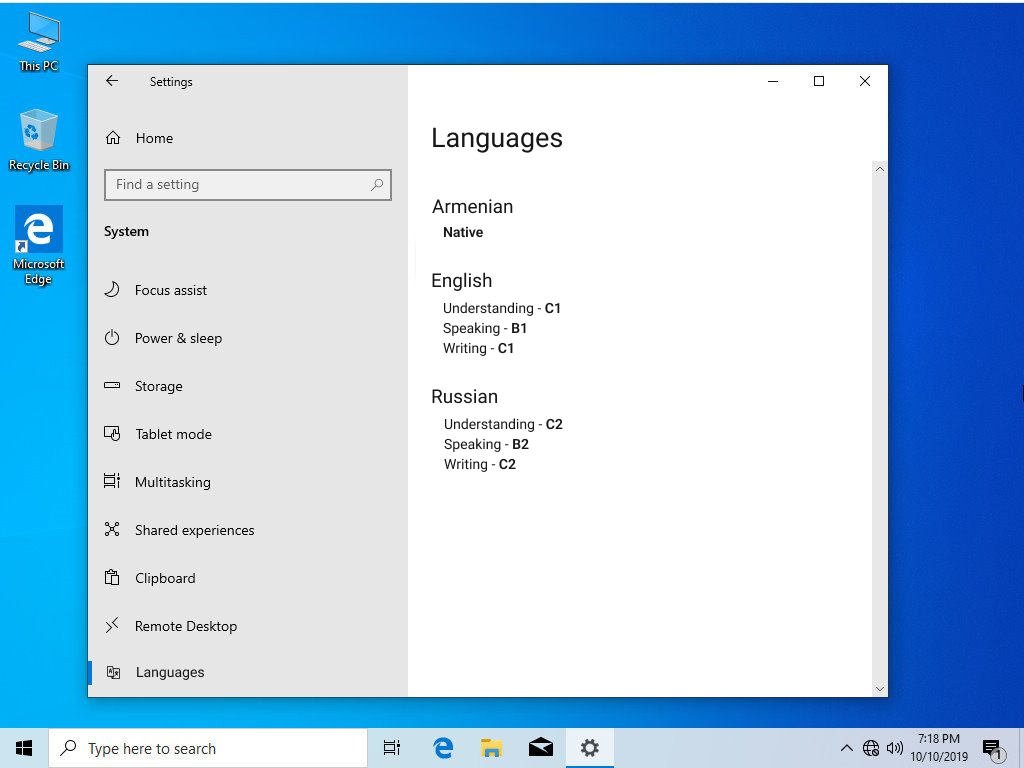 This PC
Recycle Bin
Microsoft
Edge
Settings
Home
Find a setting
System
Focus assist
Power & sleep
Storage
Tablet mode
Multitasking
Shared experiences
Clipboard
Remote Desktop
Languages
Languages
Armenian
Native
English
Understanding - C1
Speaking - B1
Writing - C1
Russian
Understanding - C2
Speaking - B2
Writing - C2
Type here to search
7:18 PM
10/10/2019
1